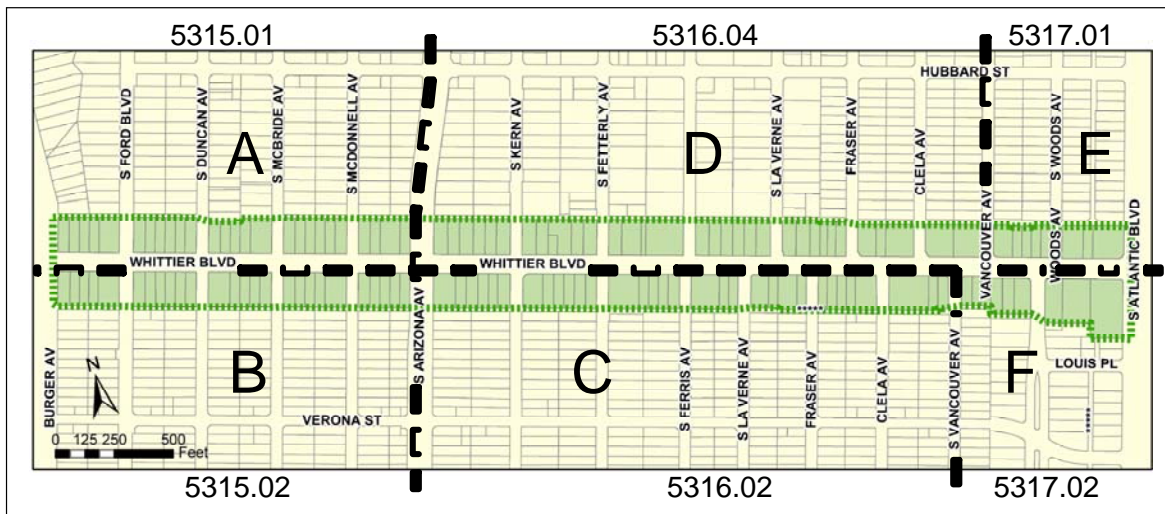 5315.01
5316.04
5317.01
HUBBARD ST
S FORD BLVD
S DUNCAN AV
S MCBRIDE AV
S MCDONNELL AV
S KERN AV
S FETTERLY AV
S LA VERNE AV
FRASER AV
CLELA AV
S WOODS AV
A
D
E
VANCOUVER AV
WOODS AV
S ATLANTIC BLVD
WHITTIER BLVD
WHITTIER BLVD
S ARIZONA AV
B
C
F
BURGER AV
N
S FERRIS AV
S LA VERNE AV
FRASER AV
CLELA AV
S VANCOUVER AV
LOUIS PL
VERONA ST
0 125 250 500
Feet
5315.02
5316.02
5317.02